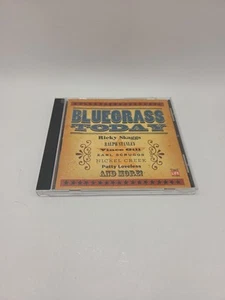 BLUEGRASS
TODAY
Ricky Skaggs
RALPH STANLEY
Vince Gill
EARL SCRUGGS
NICKEL CREEK
Patty Loveless
AND MORE!